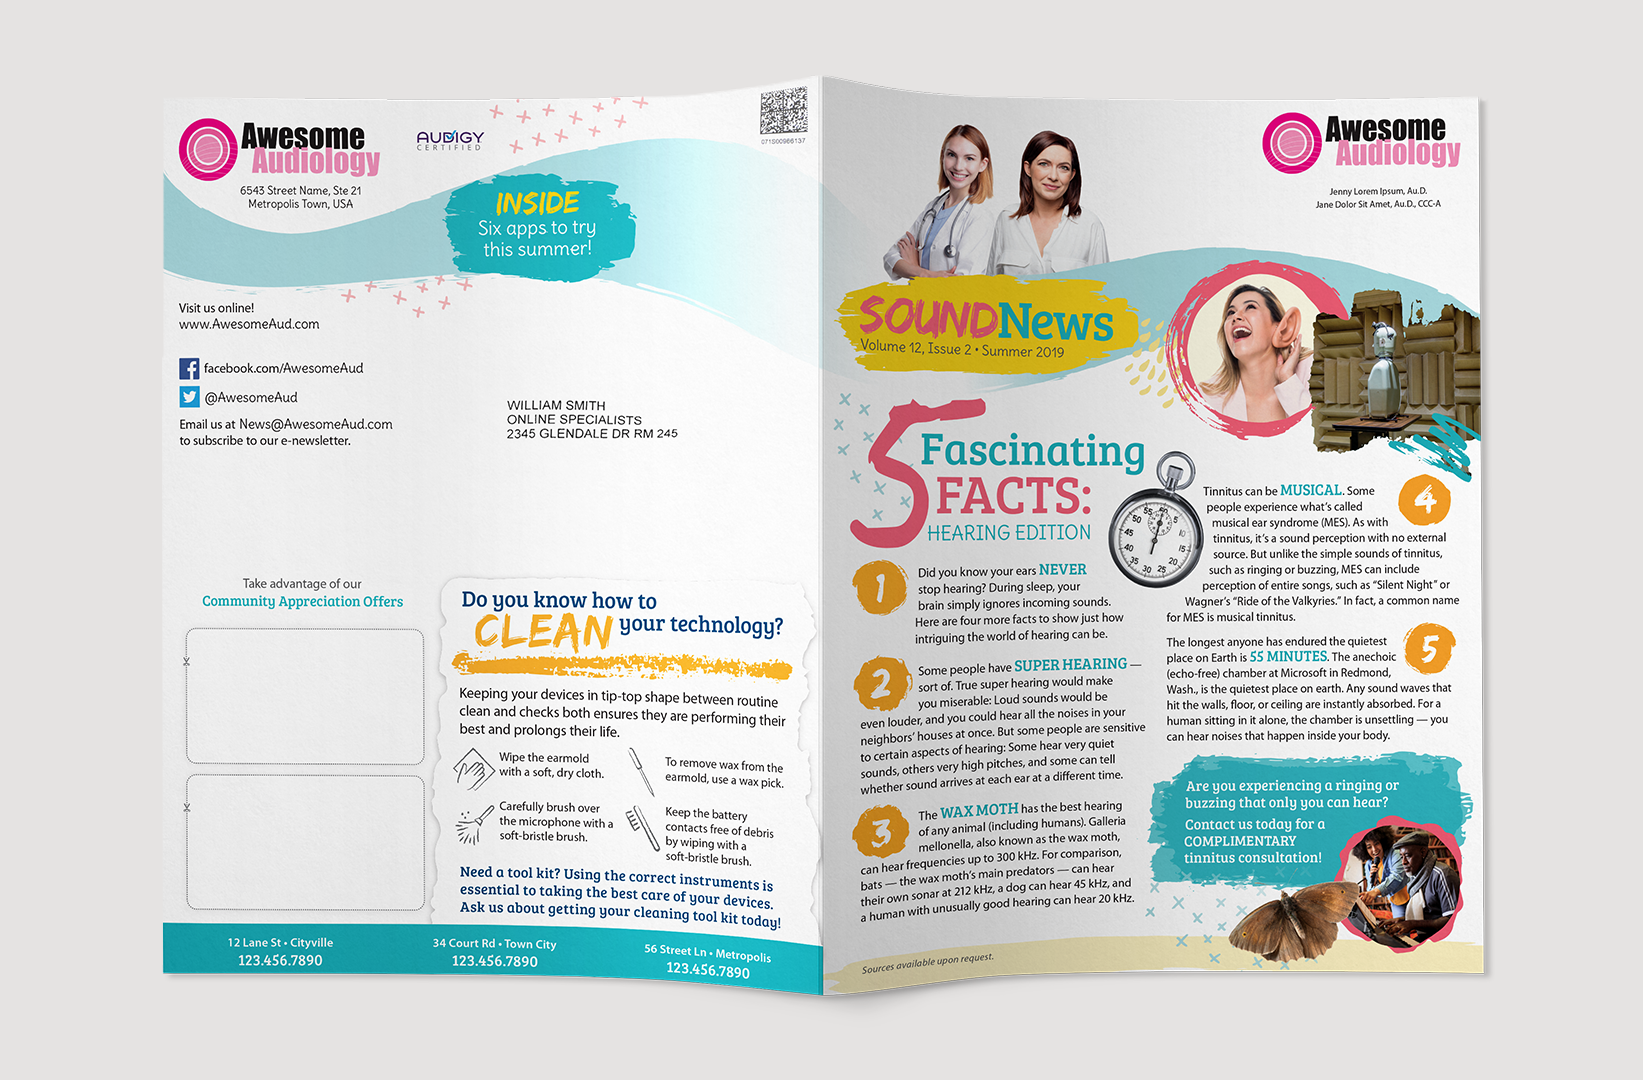 Awesome
Audiology
6543 Street Name, Ste 21
Metropolis Town, USA
AUDIGY
CERTIFIED
071S00986137
INSIDE
Six apps to try
this summer!
Visit us online!
www.AwesomeAud.com
facebook.com/AwesomeAud
@AwesomeAud
Email us at News@AwesomeAud.com
to subscribe to our e-newsletter.
WILLIAM SMITH
ONLINE SPECIALISTS
2345 GLENDALE DR RM 245
Take advantage of our
Community Appreciation Offers
Do you know how to
CLEAN your technology?
Keeping your devices in tip-top shape between routine
clean and checks both ensures they are performing their
best and prolongs their life.
Wipe the earmold
with a soft, dry cloth.
To remove wax from the
earmold, use a wax pick.
Carefully brush over
the microphone with a
soft-bristle brush.
Keep the battery
contacts free of debris
by wiping with a
soft-bristle brush.
Need a tool kit? Using the correct instruments is
essential to taking the best care of your devices.
Ask us about getting your cleaning tool kit today!
12 Lane St • Cityville
123.456.7890
34 Court Rd • Town City
123.456.7890
56 Street Ln • Metropolis
123.456.7890
Awesome
Audiology
Jenny Lorem Ipsum, Au.D.
Jane Dolor Sit Amet, Au.D., CCC-A
SOUNDNews
Volume 12, Issue 2 • Summer 2019
5 Fascinating
FACTS:
HEARING EDITION
60
5
10
15
20
25
30
35
40
45
50
55
1
Did you know your ears NEVER
stop hearing? During sleep, your
brain simply ignores incoming sounds.
Here are four more facts to show just how
intriguing the world of hearing can be.
2
Some people have SUPER HEARING —
sort of. True super hearing would make
you miserable: Loud sounds would be
even louder, and you could hear all the noises in your
neighbors' houses at once. But some people are sensitive
to certain aspects of hearing: Some hear very quiet
sounds, others very high pitches, and some can tell
whether sound arrives at each ear at a different time.
3
The WAX MOTH has the best hearing
of any animal (including humans). Galleria
mellonella, also known as the wax moth,
can hear frequencies up to 300 kHz. For comparison,
bats — the wax moth's main predators — can hear
their own sonar at 212 kHz, a dog can hear 45 kHz, and
a human with unusually good hearing can hear 20 kHz.
Sources available upon request.
4
Tinnitus can be MUSICAL. Some
people experience what's called
musical ear syndrome (MES). As with
tinnitus, it's a sound perception with no external
source. But unlike the simple sounds of tinnitus,
such as ringing or buzzing, MES can include
perception of entire songs, such as "Silent Night" or
Wagner's "Ride of the Valkyries." In fact, a common name
for MES is musical tinnitus.
5
The longest anyone has endured the quietest
place on Earth is 55 MINUTES. The anechoic
(echo-free) chamber at Microsoft in Redmond,
Wash., is the quietest place on earth. Any sound waves that
hit the walls, floor, or ceiling are instantly absorbed. For a
human sitting in it alone, the chamber is unsettling — you
can hear noises that happen inside your body.
Are you experiencing a ringing or
buzzing that only you can hear?
Contact us today for a
COMPLIMENTARY
tinnitus consultation!